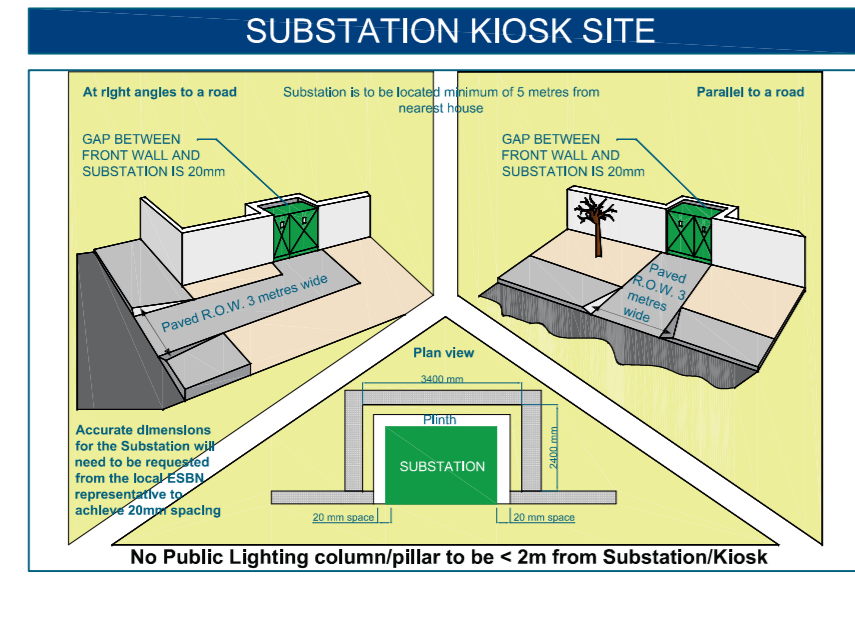 SUBSTATION KIOSK SITE
At right angles to a road
Substation is to be located minimum of 5 metres from
nearest house
Parallel to a road
GAP BETWEEN
FRONT WALL AND
SUBSTATION IS 20mm
GAP BETWEEN
FRONT WALL AND
SUBSTATION IS 20mm
Paved R.O.W. 3 metres wide
Paved
R.O.W. 3
metres
wide
Plan view
3400 mm
Plinth
SUBSTATION
2400 mm
20 mm space
20 mm space
Accurate dimensions
for the Substation will
need to be requested
from the local ESBN
representative to
achieve 20mm spacing
No Public Lighting column/pillar to be < 2m from Substation/Kiosk